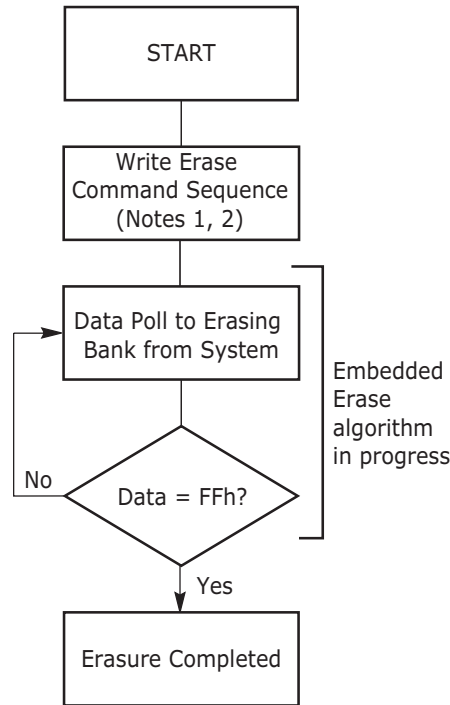 START
Write Erase
Command Sequence
(Notes 1, 2)
Data Poll to Erasing
Bank from System
Embedded
Erase
algorithm
in progress
No
Data = FFh?
Yes
Erasure Completed